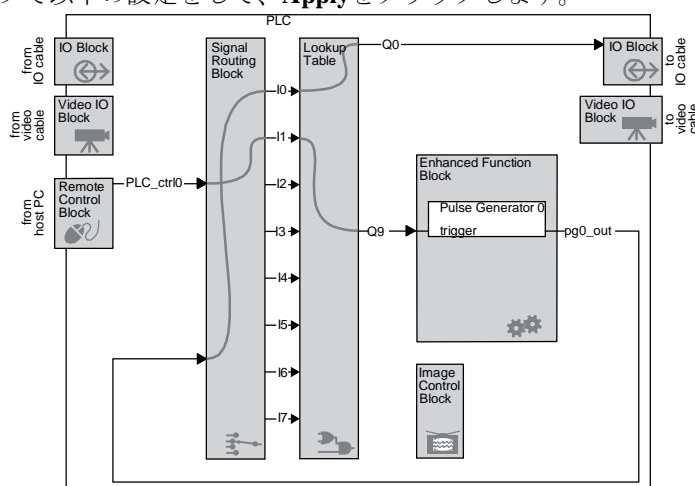 って以下の設定をして、Applyをクリックします。
PLC
from
IO cable
IO Block
Signal
Routing
Block
Lookup
Table
Q0
IO Block
to
IO cable
from
video
cable
Video IO
Block
I0
Video IO
Block
to
video
cable
I1
from
host PC
Remote
Control
Block
PLC_ctrl0
I2
Enhanced Function
Block
Pulse Generator 0
trigger
I3
Q9
pg0_out
I4
I5
I6
I7
Image
Control
Block